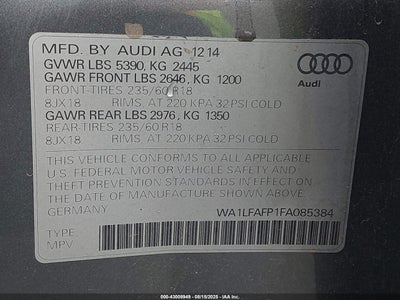 MFD. BY AUDI AG 12 14
GVWR LBS 5390, KG 2445
GAWR FRONT LBS 2646, KG 1200
FRONT-TIRES 235/60 R18
8JX18 RIMS, AT 220 KPA 32 PSI COLD
GAWR REAR LBS 2976, KG 1350
REAR-TIRES 235/60 R18
8JX18 RIMS, AT 220 KPA 32 PSI COLD
Audi
THIS VEHICLE CONFORMS TO ALL APPLICABLE
U.S. FEDERAL MOTOR VEHICLE SAFETY AND
THEFT PREVENTION STANDARDS IN EFFECT ON
THE DATE OF MANUFACTURE SHOWN ABOVE.
GERMANY WA1LFAFP1FA085384
TYPE:
MPV
000-43008949 - 08/15/2025 - IAA Inc.